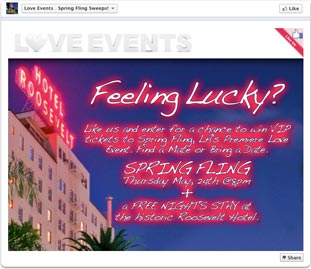 Love Events Spring Fling Sweeps! Like
LOVE EVENTS
HOTEL
ROOSEVELT
Feeling Lucky?
Like us and enter for a chance to win VIP
tickets to Spring Fling, LA's Premiere Love
Event. Find a Mate or Bring a Date.
SPRING FLING
Thursday May, 24th @8pm
+
a FREE NIGHT'S STAY at
the historic Roosevelt Hotel.
Share